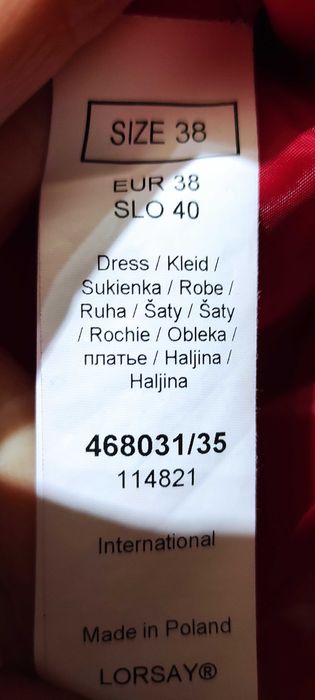 SIZE 38
EUR 38
SLO 40
Dress / Kleid /
Sukienka / Robe /
Ruha / Šaty / Šaty
/ Rochie / Obleka /
платье / Haljina /
Haljina
468031/35
114821
International
Made in Poland
LORSAY®